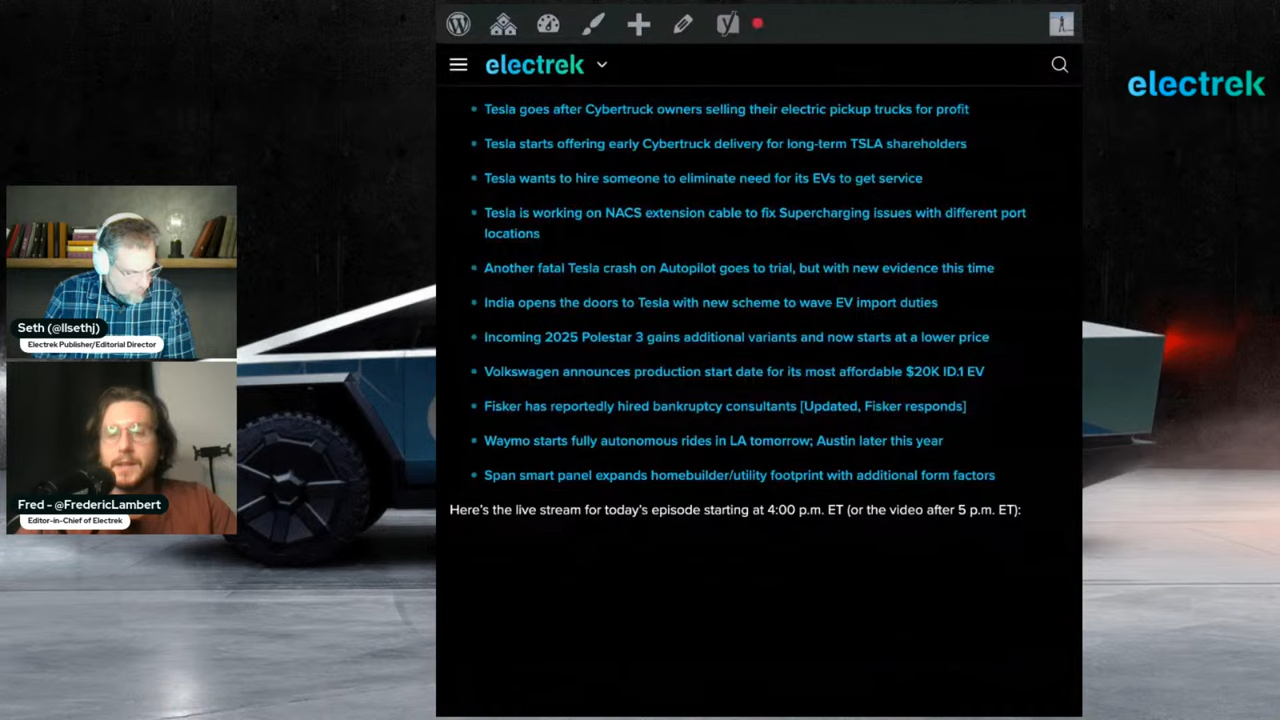 electrek
electrek
Tesla goes after Cybertruck owners selling their electric pickup trucks for profit
Tesla starts offering early Cybertruck delivery for long-term TSLA shareholders
Tesla wants to hire someone to eliminate need for its EVs to get service
Tesla is working on NACS extension cable to fix Supercharging issues with different port
locations
Another fatal Tesla crash on Autopilot goes to trial, but with new evidence this time
India opens the doors to Tesla with new scheme to wave EV import duties
Incoming 2025 Polestar 3 gains additional variants and now starts at a lower price
Volkswagen announces production start date for its most affordable $20K ID.1 EV
Fisker has reportedly hired bankruptcy consultants [Updated, Fisker responds]
Waymo starts fully autonomous rides in LA tomorrow; Austin later this year
Span smart panel expands homebuilder/utility footprint with additional form factors
Here's the live stream for today's episode starting at 4:00 p.m. ET (or the video after 5 p.m. ET):
Seth (@llsethj)
Electrek Publisher/Editorial Director
Fred - @FredericLambert
Editor-in-Chief of Electrek